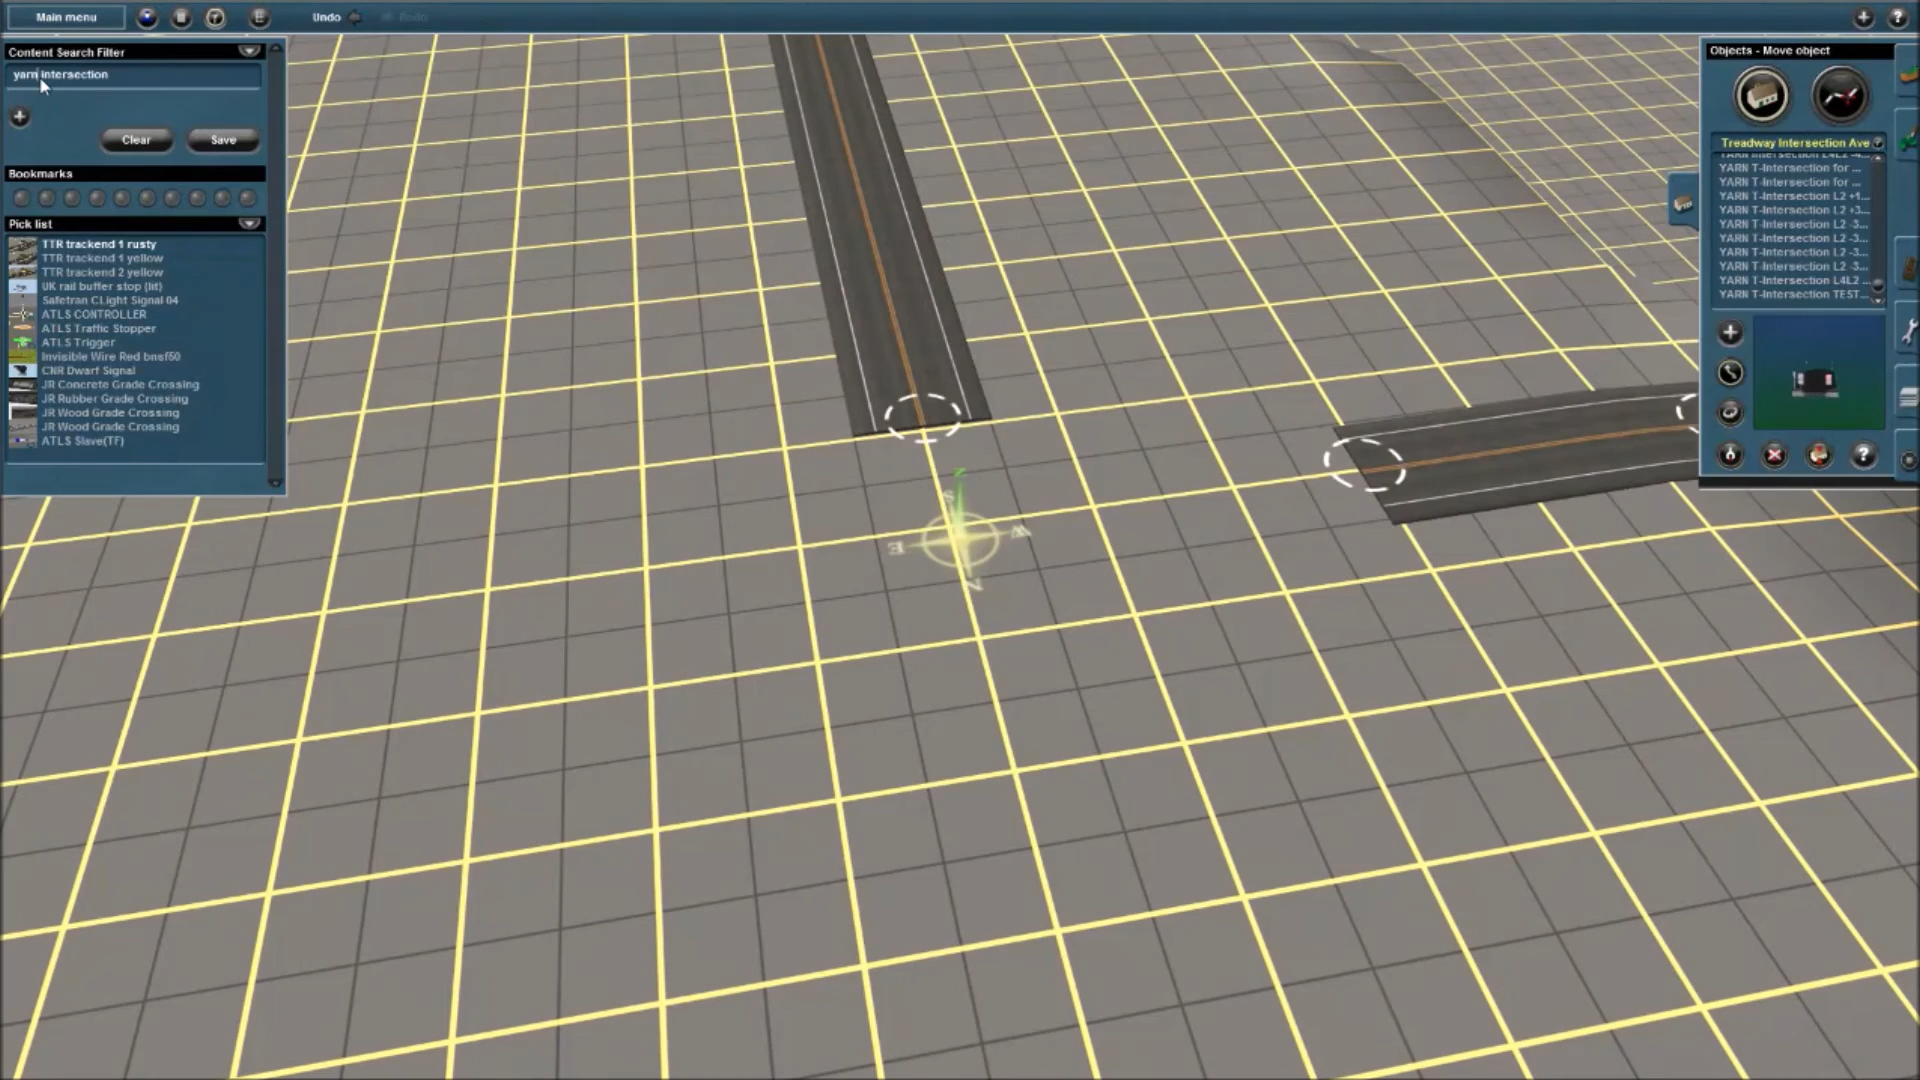 Main menu
Undo
Redo
Content Search Filter
yarn intersection
Clear
Save
Bookmarks
Pick list
TTR trackend 1 rusty
TTR trackend 1 yellow
TTR trackend 2 yellow
UK rail buffer stop (lit)
Safetran CLight Signal 04
ATLS CONTROLLER
ATLS Traffic Stopper
ATLS Trigger
Invisible Wire Red bnsf50
CNR Dwarf Signal
JR Concrete Grade Crossing
JR Rubber Grade Crossing
JR Wood Grade Crossing
JR Wood Grade Crossing
ATLS Slave(TF)
N
S
E
W
Objects - Move object
Treadway Intersection Ave
YARN Intersection L4L2 -4...
YARN T-Intersection for ...
YARN T-Intersection for ...
YARN T-Intersection L2 +1...
YARN T-Intersection L2 +3...
YARN T-Intersection L2 -3...
YARN T-Intersection L2 -3...
YARN T-Intersection L2 -3...
YARN T-Intersection L2 -3...
YARN T-Intersection L4L2 ...
YARN T-Intersection TEST...